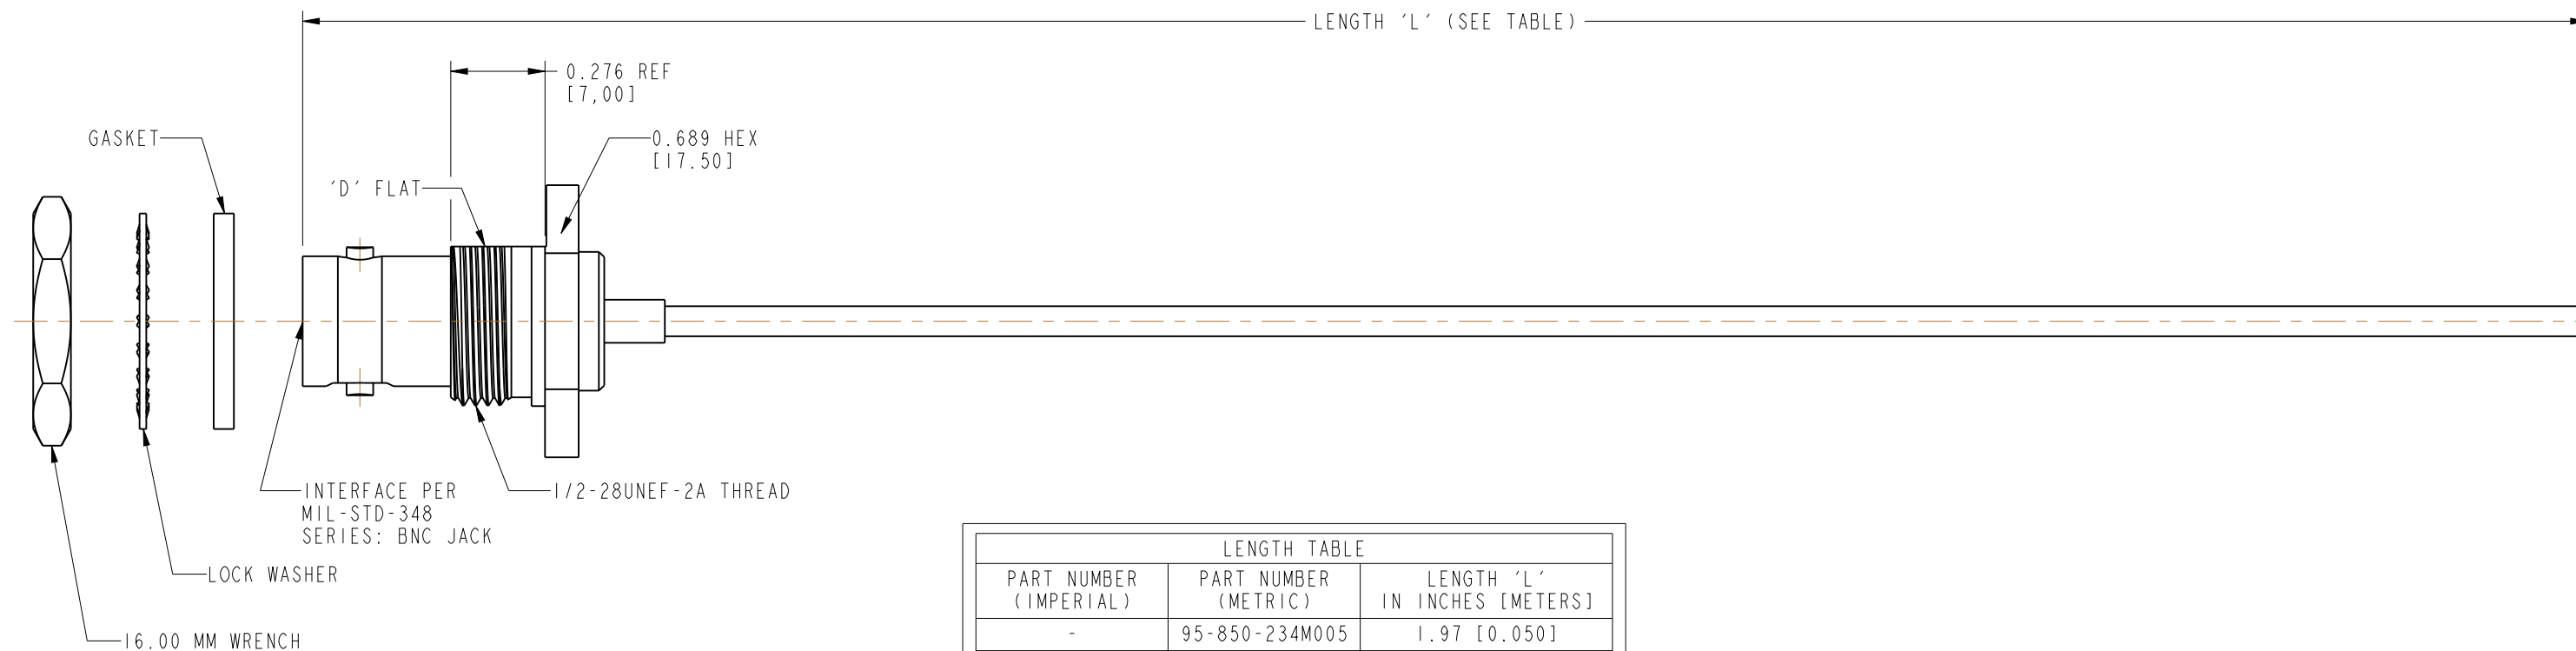 LENGTH 'L' (SEE TABLE)
0.276 REF
[7,00]
GASKET
0.689 HEX
[17.50]
'D' FLAT
INTERFACE PER
MIL-STD-348
SERIES: BNC JACK
1/2-28UNEF-2A THREAD
LOCK WASHER
16.00 MM WRENCH
LENGTH TABLE
PART NUMBER
(IMPERIAL)
PART NUMBER
(METRIC)
LENGTH 'L'
IN INCHES [METERS]
-
95-850-234M005
1.97 [0.050]